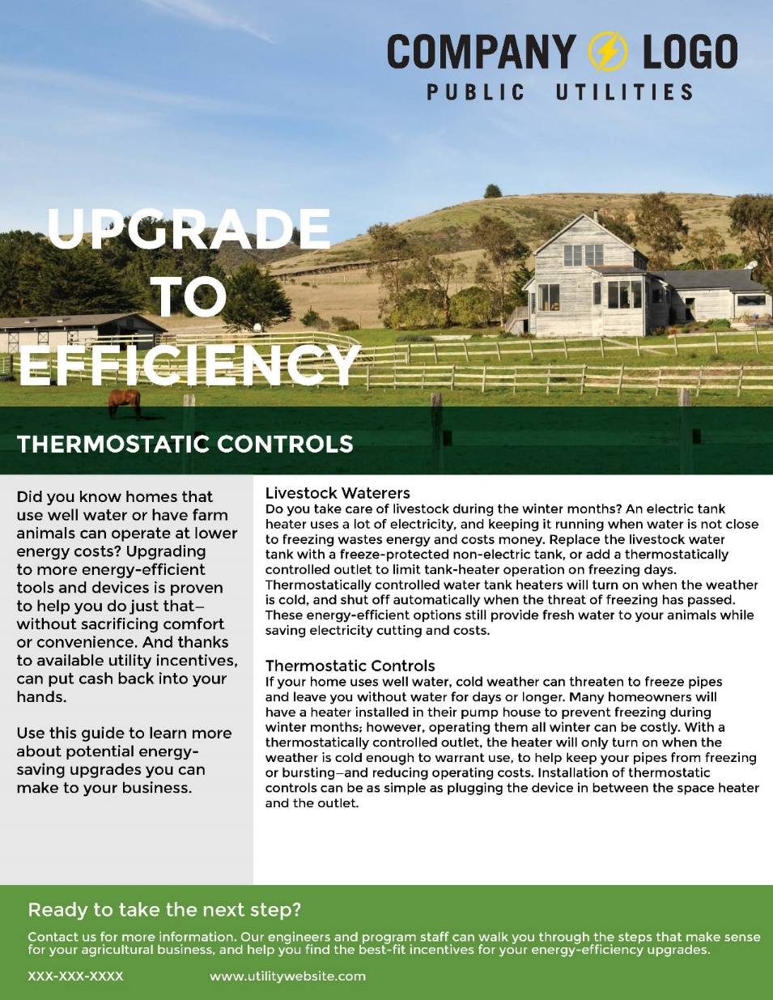 COMPANY LOGO
PUBLIC UTILITIES
UPGRADE
TO
EFFICIENCY
THERMOSTATIC CONTROLS
Did you know homes that
use well water or have farm
animals can operate at lower
energy costs? Upgrading
to more energy-efficient
tools and devices is proven
to help you do just that—
without sacrificing comfort
or convenience. And thanks
to available utility incentives,
can put cash back into your
hands.
Use this guide to learn more
about potential energy-
saving upgrades you can
make to your business.
Livestock Waterers
Do you take care of livestock during the winter months? An electric tank
heater uses a lot of electricity, and keeping it running when water is not close
to freezing wastes energy and costs money. Replace the livestock water
tank with a freeze-protected non-electric tank, or add a thermostatically
controlled outlet to limit tank-heater operation on freezing days.
Thermostatically controlled water tank heaters will turn on when the weather
is cold, and shut off automatically when the threat of freezing has passed.
These energy-efficient options still provide fresh water to your animals while
saving electricity cutting and costs.
Thermostatic Controls
If your home uses well water, cold weather can threaten to freeze pipes
and leave you without water for days or longer. Many homeowners will
have a heater installed in their pump house to prevent freezing during
winter months; however, operating them all winter can be costly. With a
thermostatically controlled outlet, the heater will only turn on when the
weather is cold enough to warrant use, to help keep your pipes from freezing
or bursting—and reducing operating costs. Installation of thermostatic
controls can be as simple as plugging the device in between the space heater
and the outlet.
Ready to take the next step?
Contact us for more information. Our engineers and program staff can walk you through the steps that make sense
for your agricultural business, and help you find the best-fit incentives for your energy-efficiency upgrades.
XXX-XXX-XXXX www.utilitywebsite.com